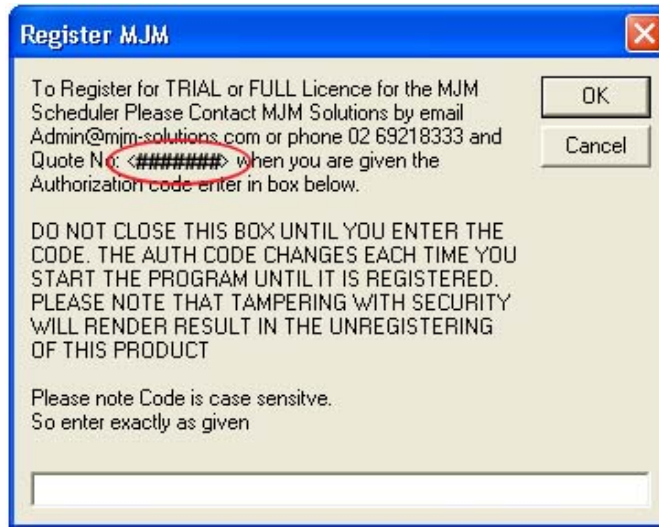 Register MJM
To Register for TRIAL or FULL Licence for the MJM
Scheduler Please Contact MJM Solutions by email
Admin@mjm-solutions.com or phone 02 69218333 and
Quote No: <#######> when you are given the
Authorization code enter in box below.
DO NOT CLOSE THIS BOX UNTIL YOU ENTER THE
CODE. THE AUTH CODE CHANGES EACH TIME YOU
START THE PROGRAM UNTIL IT IS REGISTERED.
PLEASE NOTE THAT TAMPERING WITH SECURITY
WILL RENDER RESULT IN THE UNREGISTERING
OF THIS PRODUCT
Please note Code is case sensitve.
So enter exactly as given
OK
Cancel